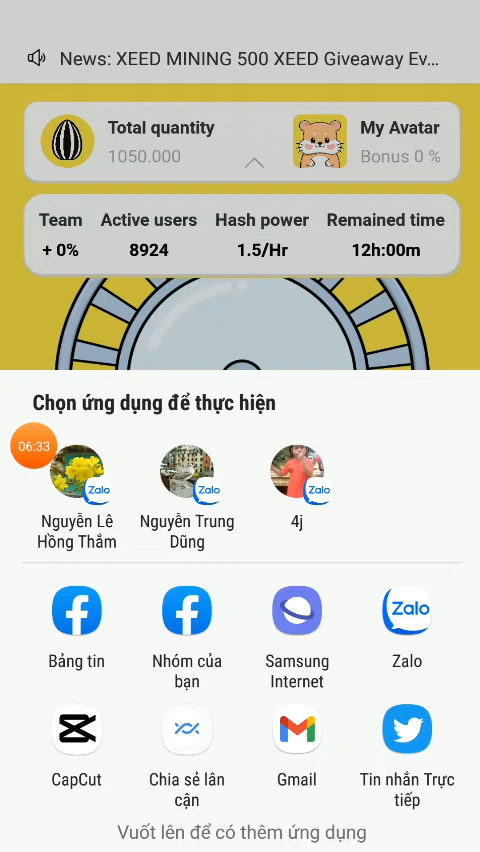 News: XEED MINING 500 XEED Giveaway Ev...
Total quantity
1050.000
My Avatar
Bonus 0 %
Team
Active users
Hash power
Remained time
+ 0%
8924
1.5/Hr
12h:00m
Chọn ứng dụng để thực hiện
06:33
Zalo
Zalo
Zalo
Nguyễn Lê
Hồng Thắm
Nguyễn Trung
Dũng
4j
Zalo
Bảng tin
Nhóm của
bạn
Samsung
Internet
Zalo
CapCut
Chia sẻ lân
cận
Gmail
Tin nhắn Trực
tiếp
Vuốt lên để có thêm ứng dụng